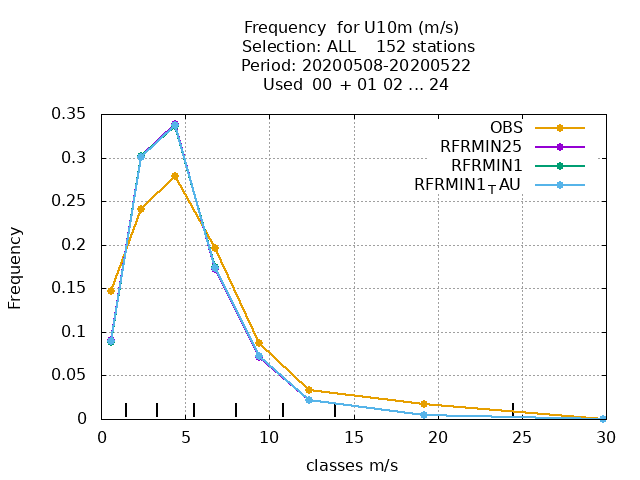 Frequency  for U10m (m/s)
Selection: ALL    152 stations
Period: 20200508-20200522
Used  00  + 01 02 ... 24
0.35
OBS
RFRMIN25
RFRMIN1
RFRMIN1_TAU
0.3
0.25
0.2
0.15
0.1
0.05
0
Frequency
0 5 10 15 20 25 30
classes m/s